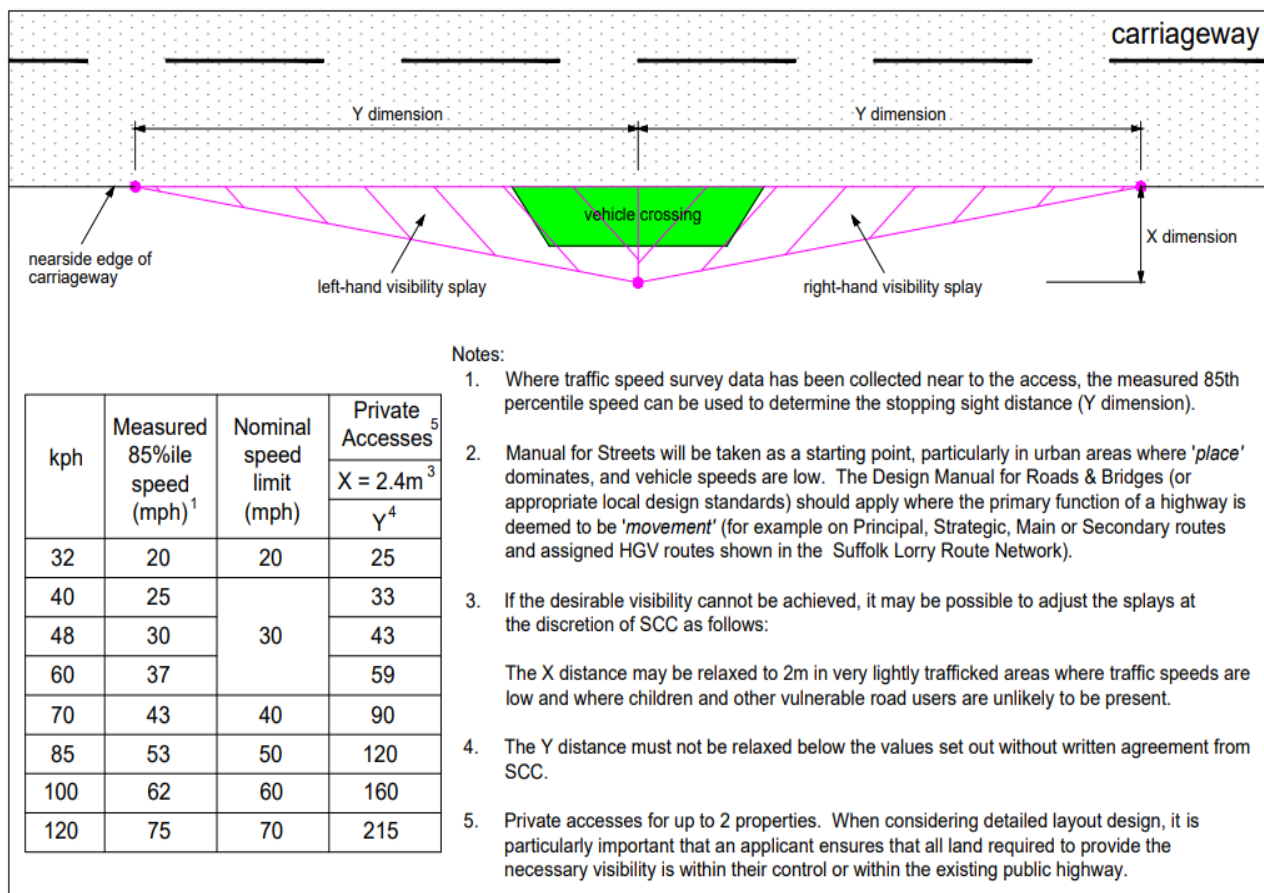 carriageway
Y dimension
Y dimension
vehicle crossing
X dimension
nearside edge of
carriageway
left-hand visibility splay
right-hand visibility splay
Notes:
1. Where traffic speed survey data has been collected near to the access, the measured 85th
percentile speed can be used to determine the stopping sight distance (Y dimension).
2. Manual for Streets will be taken as a starting point, particularly in urban areas where 'place'
dominates, and vehicle speeds are low. The Design Manual for Roads & Bridges (or
appropriate local design standards) should apply where the primary function of a highway is
deemed to be 'movement' (for example on Principal, Strategic, Main or Secondary routes
and assigned HGV routes shown in the Suffolk Lorry Route Network).
3. If the desirable visibility cannot be achieved, it may be possible to adjust the splays at
the discretion of SCC as follows:
The X distance may be relaxed to 2m in very lightly trafficked areas where traffic speeds are
low and where children and other vulnerable road users are unlikely to be present.
4. The Y distance must not be relaxed below the values set out without written agreement from
SCC.
5. Private accesses for up to 2 properties. When considering detailed layout design, it is
particularly important that an applicant ensures that all land required to provide the
necessary visibility is within their control or within the existing public highway.
kph
Measured
85%ile
speed
(mph)¹
Nominal
speed
limit
(mph)
Private
Accesses⁵
X = 2.4m³
Y⁴
32 20 20 25
40 25 33
48 30 30 43
60 37 59
70 43 40 90
85 53 50 120
100 62 60 160
120 75 70 215